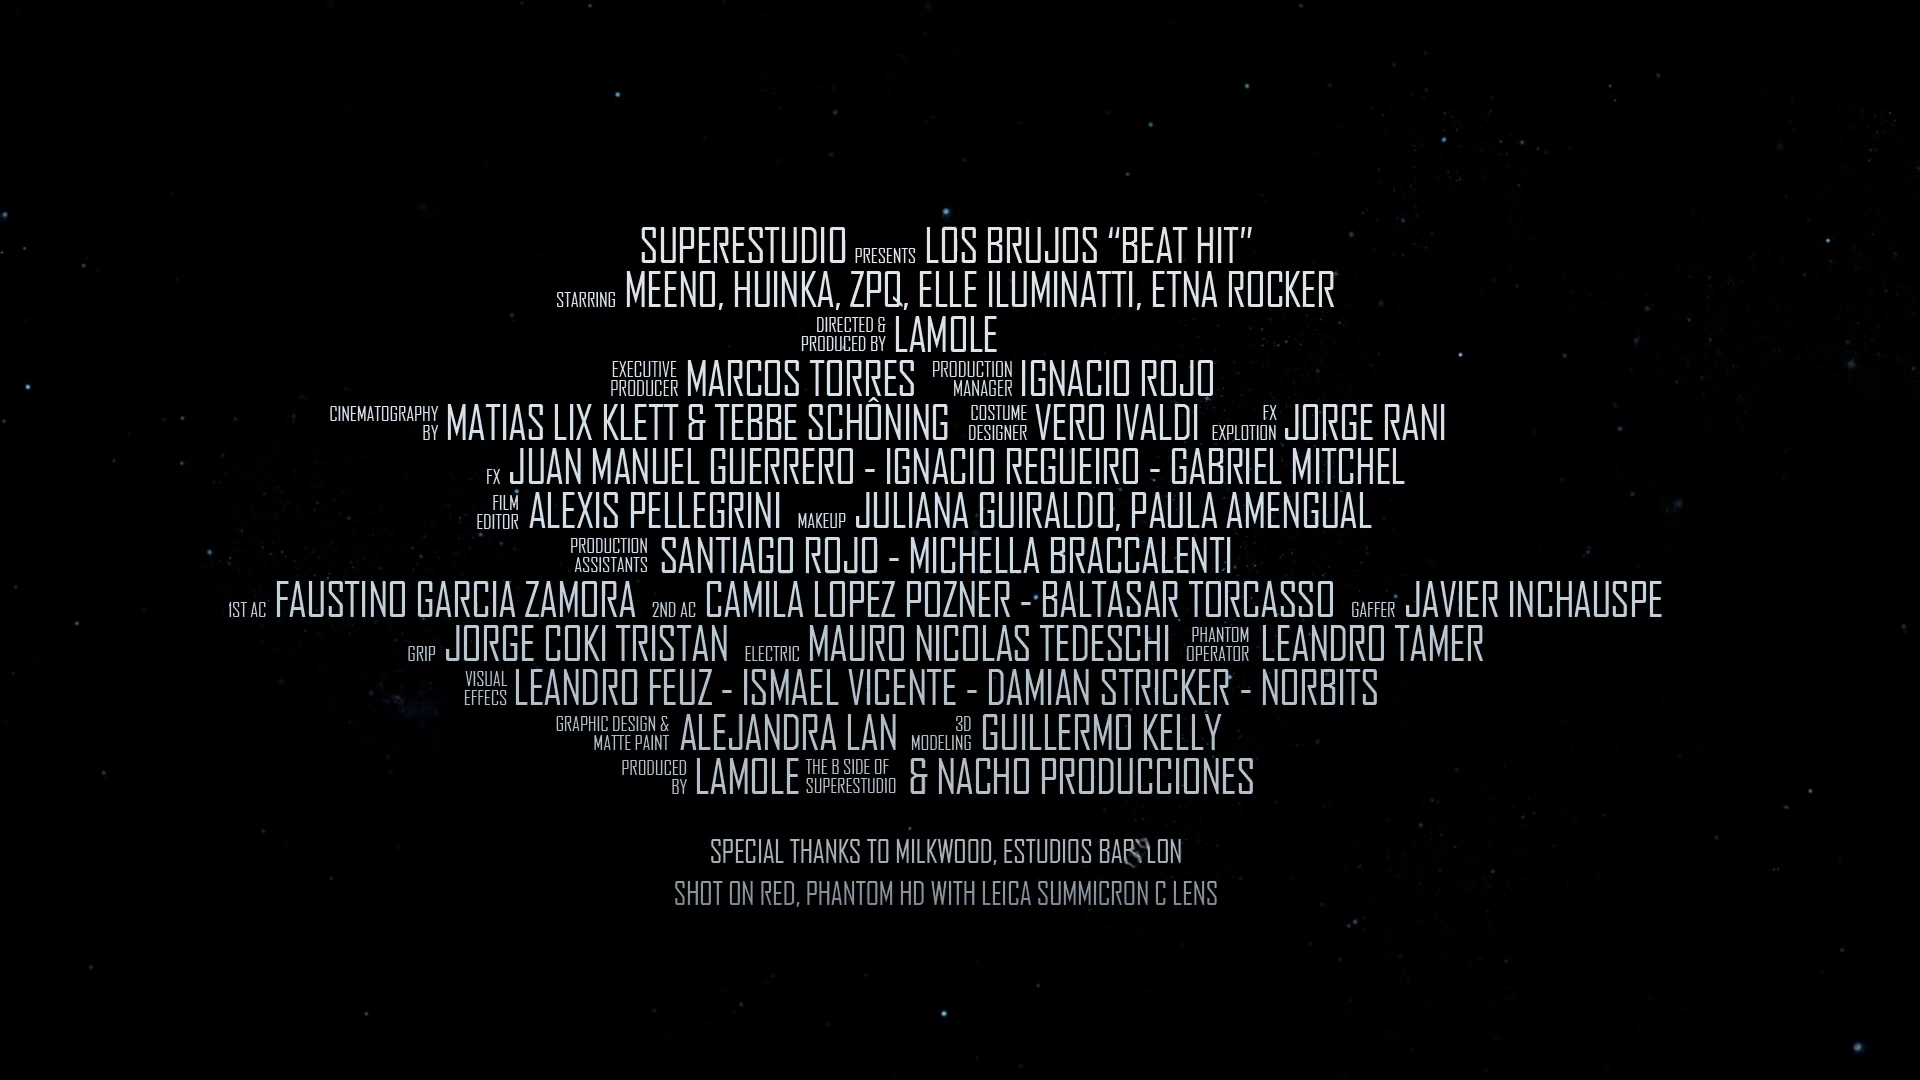 SUPERESTUDIO PRESENTS LOS BRUJOS “BEAT HIT”
STARRING MEENO, HUINKA, ZPQ, ELLE ILUMINATTI, ETNA ROCKER
DIRECTED & PRODUCED BY LAMOLE
EXECUTIVE PRODUCER MARCOS TORRES PRODUCTION MANAGER IGNACIO ROJO
CINEMATOGRAPHY BY MATIAS LIX KLETT & TEBBE SCHÔNING COSTUME DESIGNER VERO IVALDI FX EXPLOTION JORGE RANI
FX JUAN MANUEL GUERRERO - IGNACIO REGUEIRO - GABRIEL MITCHEL
FILM EDITOR ALEXIS PELLEGRINI MAKEUP JULIANA GUIRALDO, PAULA AMENGUAL
PRODUCTION ASSISTANTS SANTIAGO ROJO - MICHELLA BRACCALENTI
1ST AC FAUSTINO GARCIA ZAMORA 2ND AC CAMILA LOPEZ POZNER - BALTASAR TORCASSO GAFFER JAVIER INCHAUSPE
GRIP JORGE COKI TRISTAN ELECTRIC MAURO NICOLAS TEDESCHI PHANTOM OPERATOR LEANDRO TAMER
VISUAL EFFECS LEANDRO FEUZ - ISMAEL VICENTE - DAMIAN STRICKER - NORBITS
GRAPHIC DESIGN & MATTE PAINT ALEJANDRA LAN 3D MODELING GUILLERMO KELLY
PRODUCED BY LAMOLE THE B SIDE OF SUPERESTUDIO & NACHO PRODUCCIONES
SPECIAL THANKS TO MILKWOOD, ESTUDIOS BABYLON
SHOT ON RED, PHANTOM HD WITH LEICA SUMMICRON C LENS